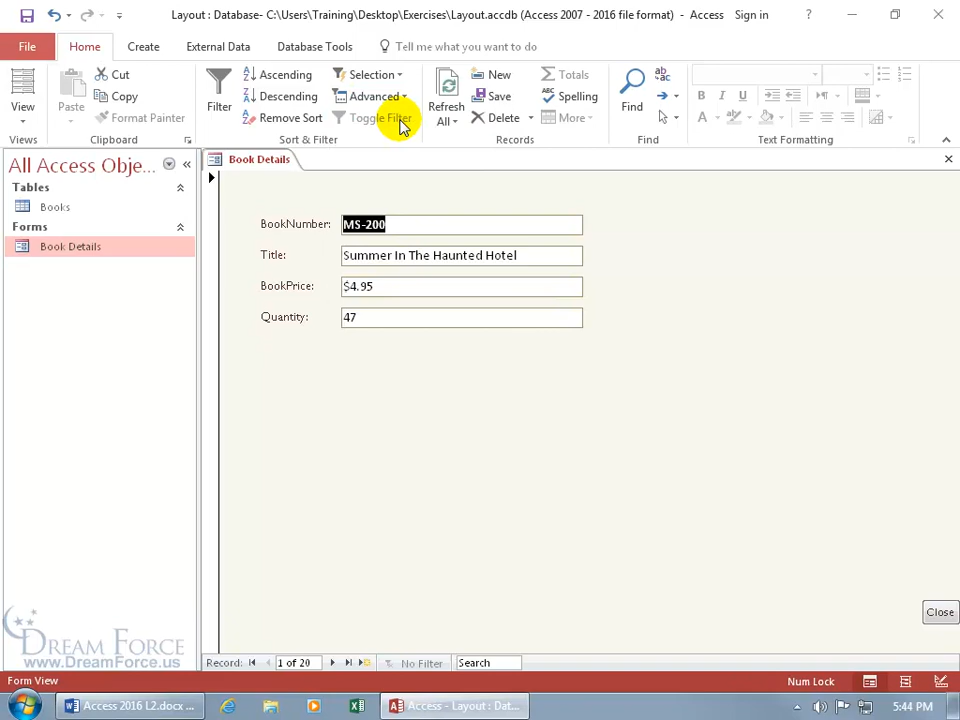 Layout : Database- C:\Users\Training\Desktop\Exercises\Layout.accdb (Access 2007 - 2016 file format) - Access
Sign in
?
File
Home
Create
External Data
Database Tools
Tell me what you want to do
View
Views
Paste
Cut
Copy
Format Painter
Clipboard
Filter
Ascending
Descending
Remove Sort
Selection
Advanced
Toggle Filter
Sort & Filter
Refresh
All
New
Save
Delete
Totals
Spelling
More
Records
Find
Find
B I U
A
Text Formatting
All Access Obje...
Tables
Books
Forms
Book Details
Book Details
BookNumber: MS-200
Title: Summer In The Haunted Hotel
BookPrice: $4.95
Quantity: 47
Close
DREAM FORCE
www.DreamForce.us
Record: 1 of 20 No Filter Search
Form View
Num Lock
Access 2016 L2.docx ...
Access - Layout : Dat...
5:44 PM